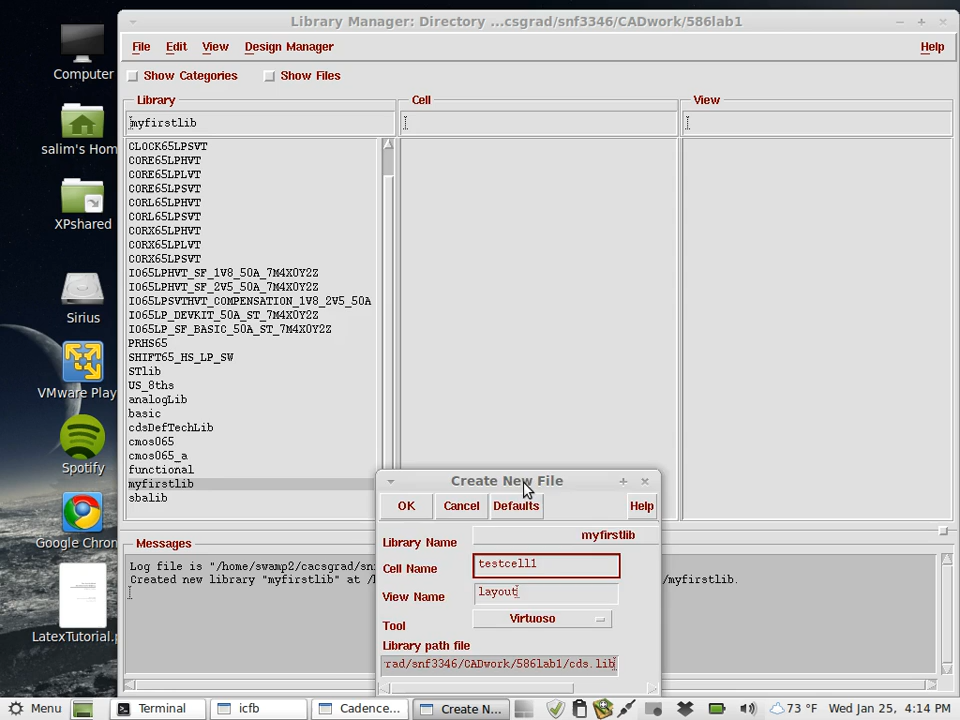 Library Manager: Directory ...csgrad/snf3346/CADwork/586lab1
File Edit View Design Manager Help
Show Categories Show Files
Library Cell View
myfirstlib
CLOCK65LPSVT
CORE65LPHVT
CORE65LPLVT
CORE65LPSVT
CORL65LPHVT
CORL65LPSVT
CORX65LPHVT
CORX65LPLVT
CORX65LPSVT
IO65LPHVT_SF_1V8_50A_7M4X0Y2Z
IO65LPHVT_SF_2V5_50A_7M4X0Y2Z
IO65LPSVTHVT_COMPENSATION_1V8_2V5_50A
IO65LP_DEVKIT_50A_ST_7M4X0Y2Z
IO65LP_SF_BASIC_50A_ST_7M4X0Y2Z
PRHS65
SHIFT65_HS_LP_SW
STlib
US_8ths
analogLib
basic
cdsDefTechLib
cmos065
cmos065_a
functional
myfirstlib
sbalib
Messages
Log file is "/home/swamp2/cacsgrad/sn
Created new library "myfirstlib" at /
/myfirstlib.
Create New File
OK Cancel Defaults Help
Library Name myfirstlib
Cell Name testcell1
View Name layout
Tool Virtuoso
Library path file
rad/snf3346/CADwork/586lab1/cds.lib
Computer
salim's Hom
XPshared
Sirius
VMware Play
Spotify
Google Chron
LatexTutorial.p
Menu Terminal icfb Cadence... Create N... 73 °F Wed Jan 25, 4:14 PM